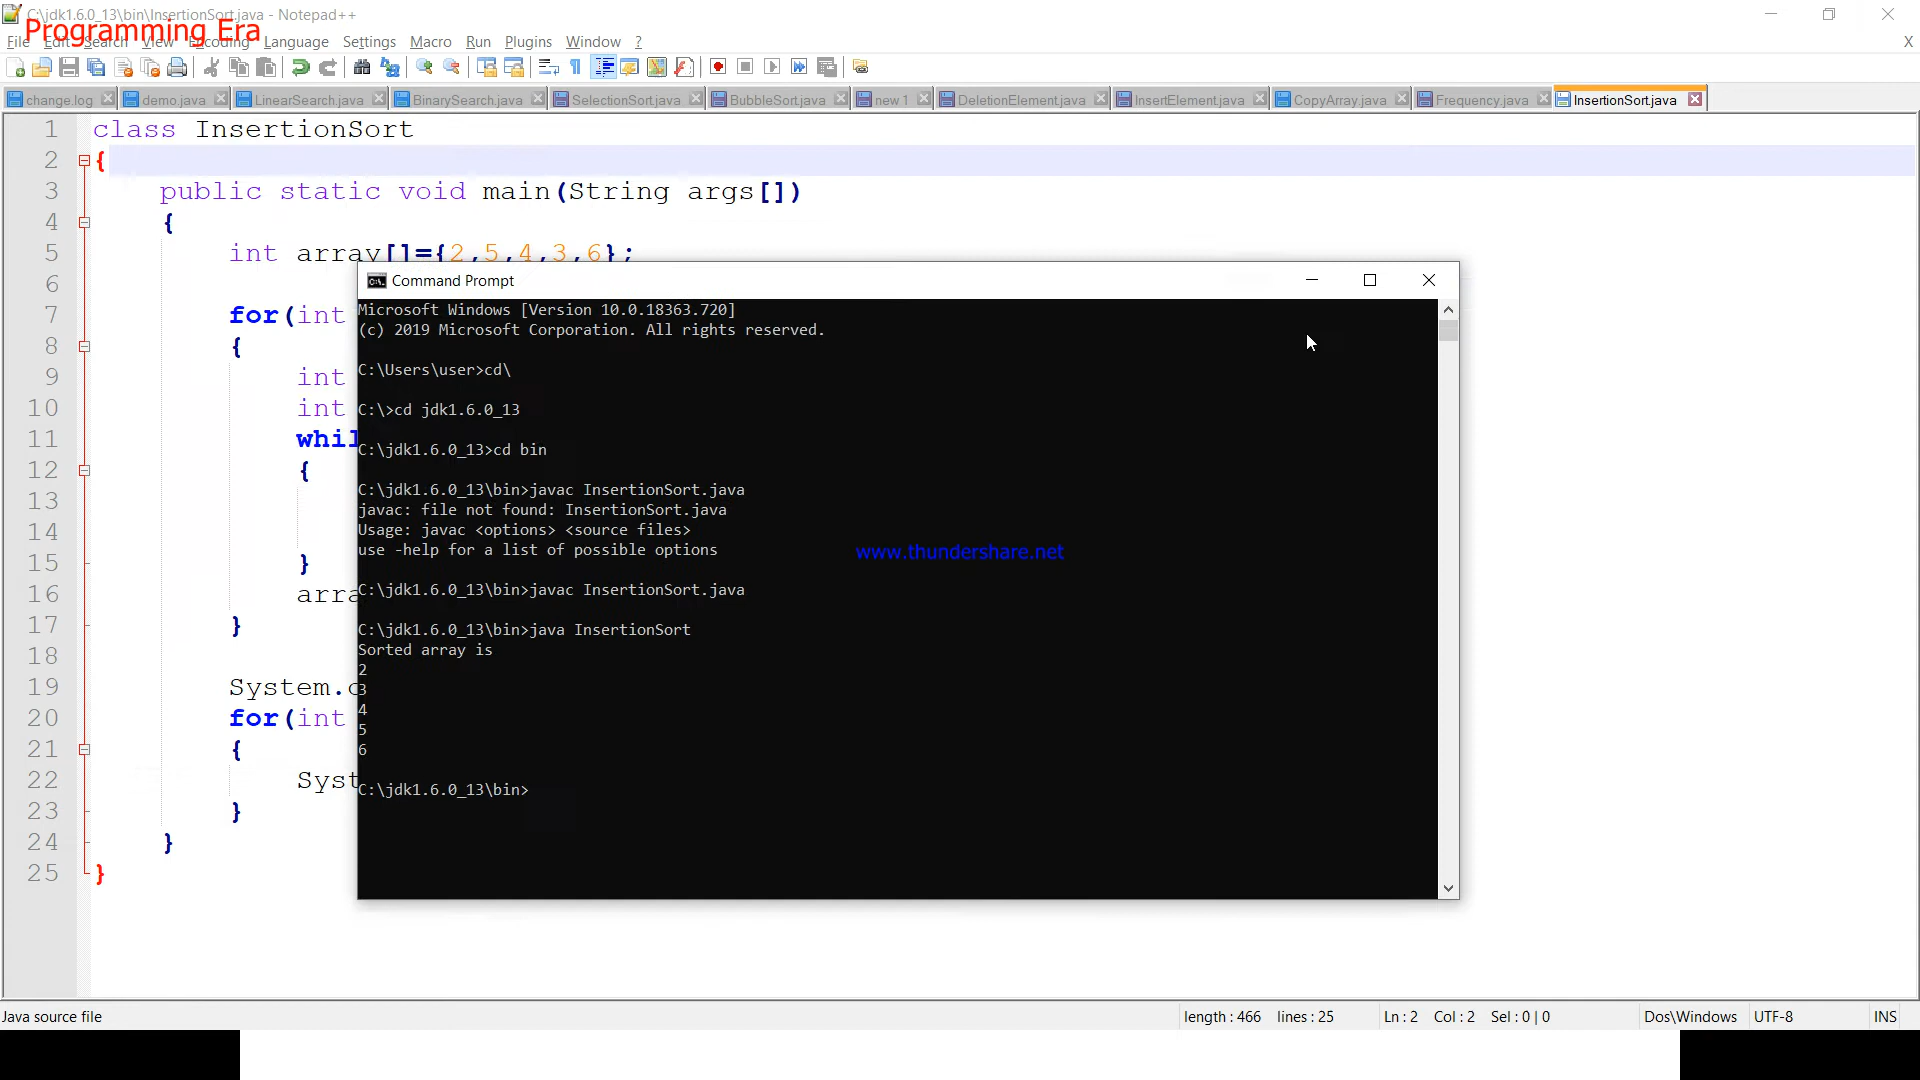 C:\jdk1.6.0_13\bin\InsertionSort.java - Notepad++
Programming Era
File Edit Search View Encoding Language Settings Macro Run Plugins Window ?
X
change.log demo.java LinearSearch.java BinarySearch.java SelectionSort.java BubbleSort.java new 1 DeletionElement.java InsertElement.java CopyArray.java Frequency.java InsertionSort.java
1 class InsertionSort
2 {
3 public static void main(String args[])
4 {
5 int array[]={2,5,4,3,6};
6
7 for(int
8 {
9 int
10 int
11 whil
12 {
13
14
15 }
16 arra
17 }
18
19 System.o
20 for(int
21 {
22 Syst
23 }
24 }
25 }
Command Prompt
Microsoft Windows [Version 10.0.18363.720]
(c) 2019 Microsoft Corporation. All rights reserved.
C:\Users\user>cd\
C:\>cd jdk1.6.0_13
C:\jdk1.6.0_13>cd bin
C:\jdk1.6.0_13\bin>javac InsertionSort.java
javac: file not found: InsertionSort.java
Usage: javac <options> <source files>
use -help for a list of possible options
www.thundershare.net
C:\jdk1.6.0_13\bin>javac InsertionSort.java
C:\jdk1.6.0_13\bin>java InsertionSort
Sorted array is
2
3
4
5
6
C:\jdk1.6.0_13\bin>
Java source file
length : 466 lines : 25
Ln : 2 Col : 2 Sel : 0 | 0
Dos\Windows
UTF-8
INS